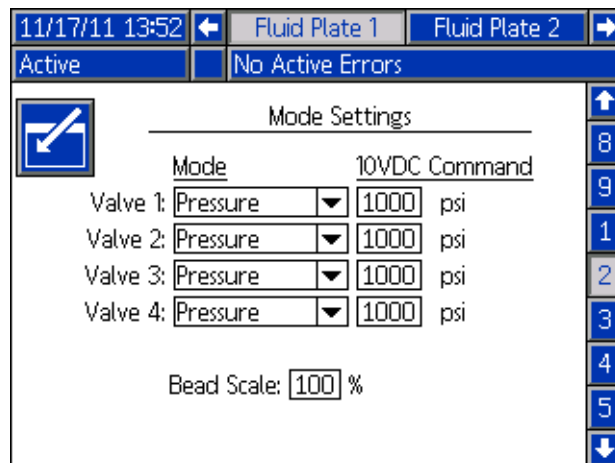 11/17/11 13:52 Fluid Plate 1 Fluid Plate 2
Active No Active Errors
Mode Settings
Mode 10VDC Command
Valve 1: Pressure 1000 psi
Valve 2: Pressure 1000 psi
Valve 3: Pressure 1000 psi
Valve 4: Pressure 1000 psi
Bead Scale: 100 %
8
9
1
2
3
4
5